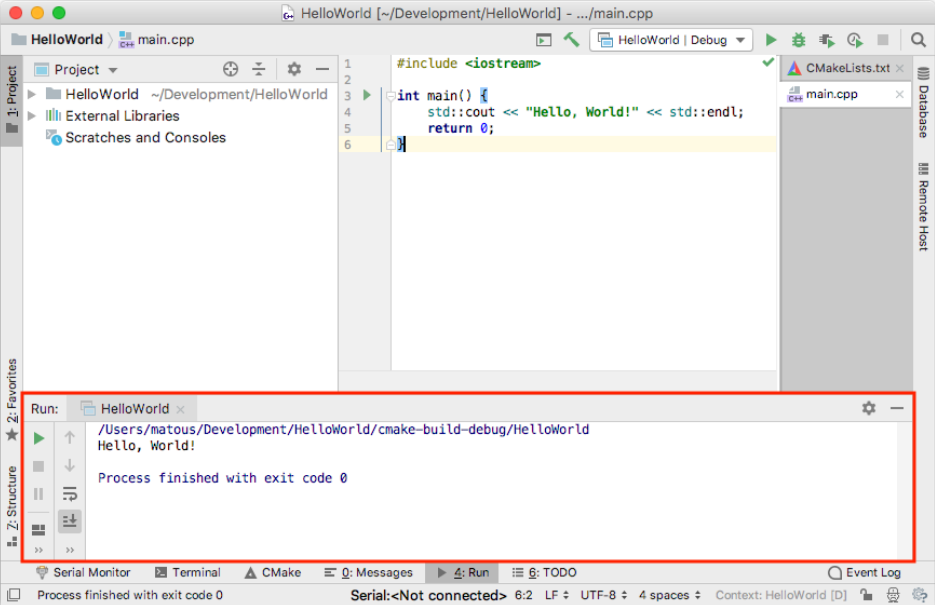 HelloWorld [~/Development/HelloWorld] - .../main.cpp
HelloWorld main.cpp HelloWorld | Debug
1: Project
Project
HelloWorld ~/Development/HelloWorld
External Libraries
Scratches and Consoles
1 #include <iostream>
2
3 int main() {
4 std::cout << "Hello, World!" << std::endl;
5 return 0;
6 }
CMakeLists.txt
main.cpp
Database
Remote Host
2: Favorites
Z: Structure
Run: HelloWorld
/Users/matous/Development/HelloWorld/cmake-build-debug/HelloWorld
Hello, World!
Process finished with exit code 0
Serial Monitor Terminal CMake 0: Messages 4: Run 6: TODO Event Log
Process finished with exit code 0 Serial:<Not connected> 6:2 LF UTF-8 4 spaces Context: HelloWorld [D]